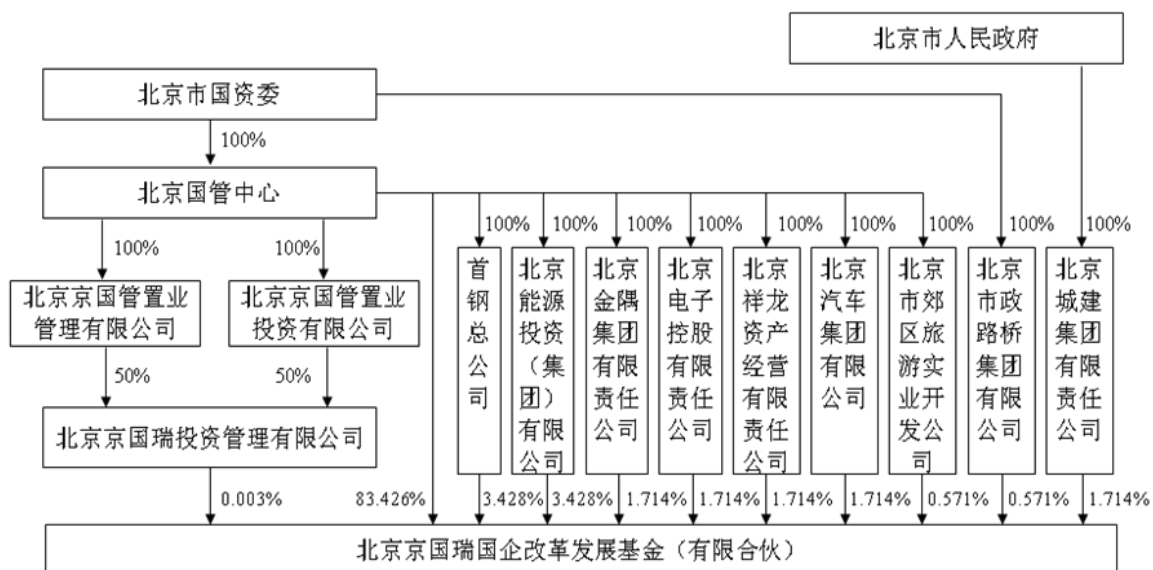 北京市人民政府
北京市国资委
100%
北京国管中心
100%
100%
100%
100%
100%
100%
100%
100%
100%
100%
100%
北京京国管置业
管理有限公司
北京京国管置业
投资有限公司
首
钢
总
公
司
北京
能源
投资
（集
团）
有限
公司
北京
金隅
集团
有限
责任
公司
北京
电子
控股
有限
责任
公司
北京
祥龙
资产
经营
有限
责任
公司
北京
汽车
集团
有限
公司
北京
市郊
区旅
游实
业开
发公
司
北京
市政
路桥
集团
有限
公司
北京
城建
集团
有限
责任
公司
50%
50%
北京京国瑞投资管理有限公司
0.003%
83.426%
3.428%
3.428%
1.714%
1.714%
1.714%
1.714%
0.571%
0.571%
1.714%
北京京国瑞国企改革发展基金（有限合伙）